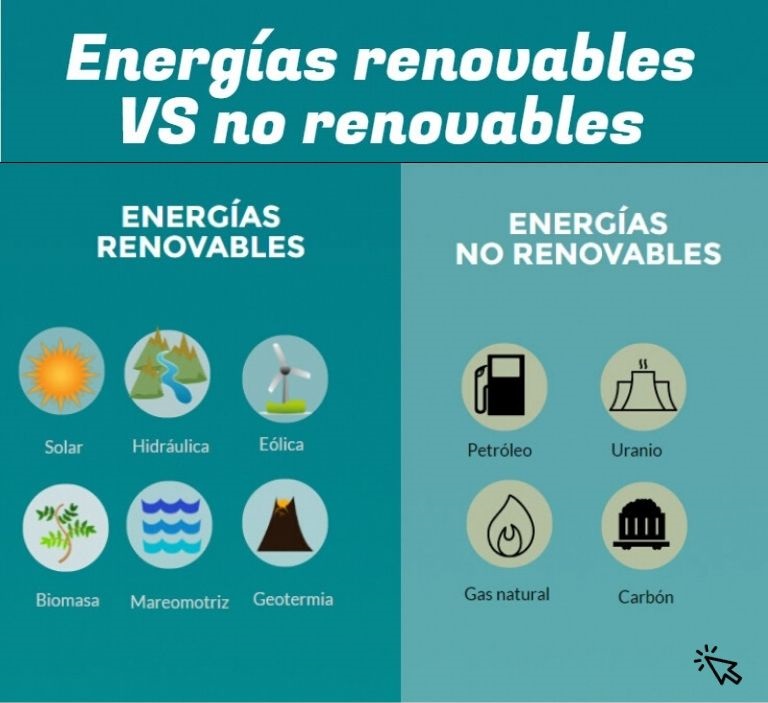 Energías renovables
VS no renovables
ENERGÍAS
RENOVABLES
Solar
Hidráulica
Eólica
Biomasa
Mareomotriz
Geotermia
ENERGÍAS
NO RENOVABLES
Petróleo
Uranio
Gas natural
Carbón